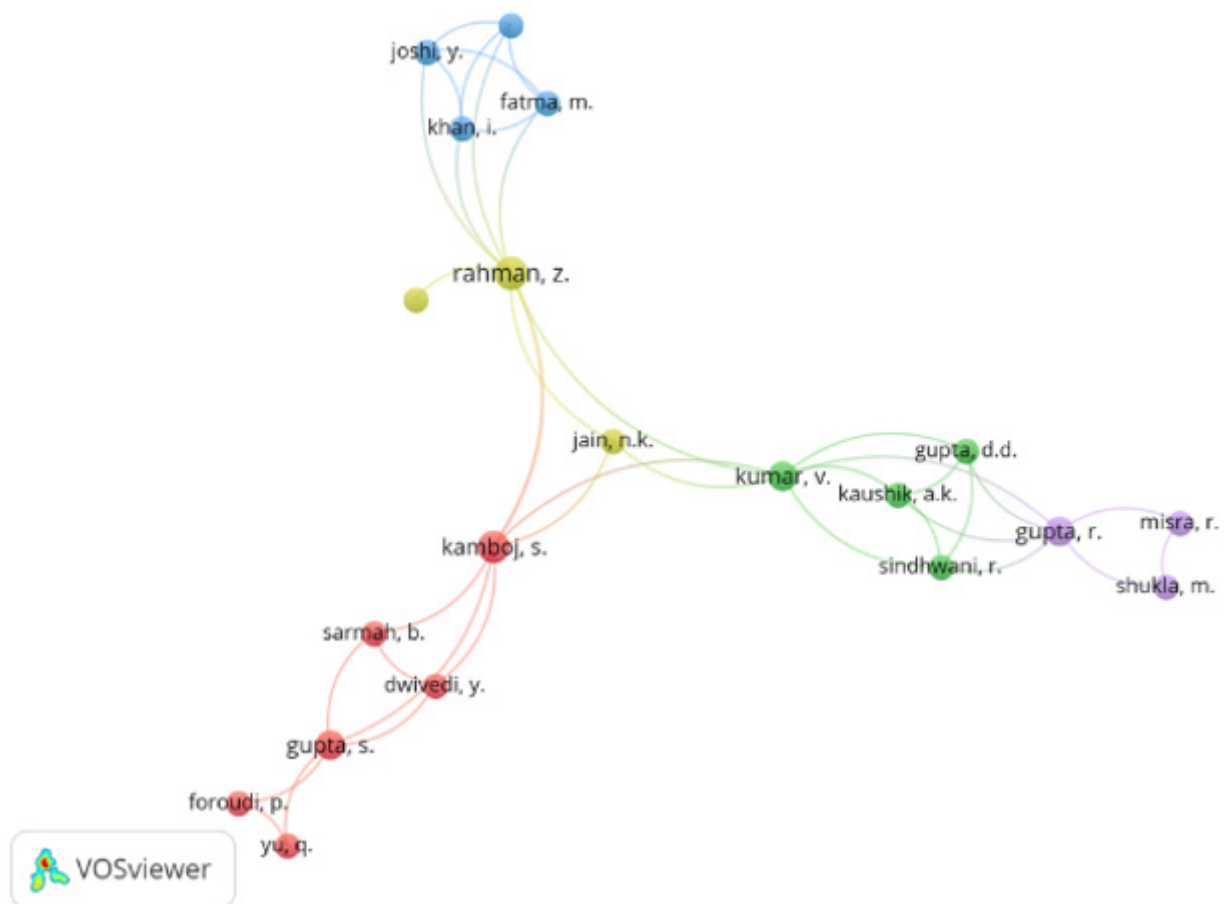 joshi, y.
fatma, m.
khan, i.
rahman, z.
jain, n.k.
gupta, d.d.
kumar, v.
kaushik, a.k.
misra, r.
gupta, r.
kamboj, s.
sindhwani, r.
shukla, m.
sarmah, b.
dwivedi, y.
gupta, s.
foroudi, p.
yu, q.
VOSviewer